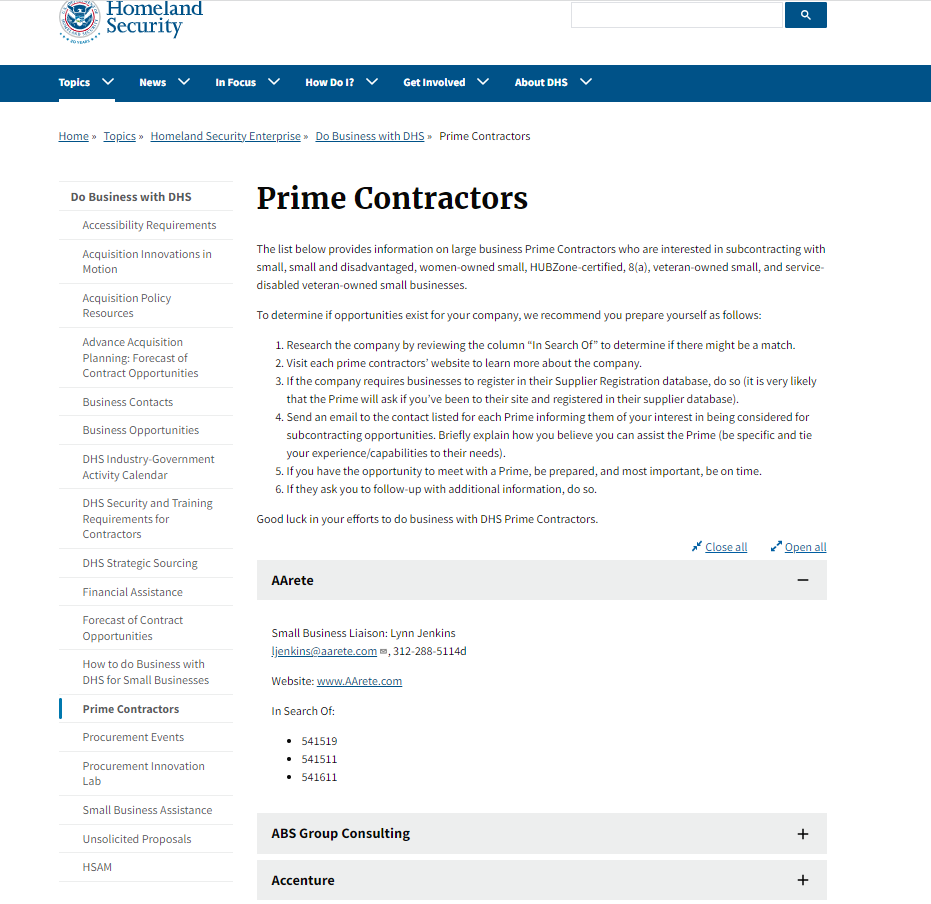 Homeland
Security
Topics News In Focus How Do I? Get Involved About DHS
Home » Topics » Homeland Security Enterprise » Do Business with DHS » Prime Contractors
Do Business with DHS
Accessibility Requirements
Acquisition Innovations in
Motion
Acquisition Policy
Resources
Advance Acquisition
Planning: Forecast of
Contract Opportunities
Business Contacts
Business Opportunities
DHS Industry-Government
Activity Calendar
DHS Security and Training
Requirements for
Contractors
DHS Strategic Sourcing
Financial Assistance
Forecast of Contract
Opportunities
How to do Business with
DHS for Small Businesses
Prime Contractors
Procurement Events
Procurement Innovation
Lab
Small Business Assistance
Unsolicited Proposals
HSAM
Prime Contractors
The list below provides information on large business Prime Contractors who are interested in subcontracting with
small, small and disadvantaged, women-owned small, HUBZone-certified, 8(a), veteran-owned small, and service-
disabled veteran-owned small businesses.
To determine if opportunities exist for your company, we recommend you prepare yourself as follows:
1. Research the company by reviewing the column “In Search Of” to determine if there might be a match.
2. Visit each prime contractors’ website to learn more about the company.
3. If the company requires businesses to register in their Supplier Registration database, do so (it is very likely
that the Prime will ask if you’ve been to their site and registered in their supplier database).
4. Send an email to the contact listed for each Prime informing them of your interest in being considered for
subcontracting opportunities. Briefly explain how you believe you can assist the Prime (be specific and tie
your experience/capabilities to their needs).
5. If you have the opportunity to meet with a Prime, be prepared, and most important, be on time.
6. If they ask you to follow-up with additional information, do so.
Good luck in your efforts to do business with DHS Prime Contractors.
Close all Open all
AArete
Small Business Liaison: Lynn Jenkins
ljenkins@aarete.com, 312-288-5114d
Website: www.AArete.com
In Search Of:
• 541519
• 541511
• 541611
ABS Group Consulting
Accenture